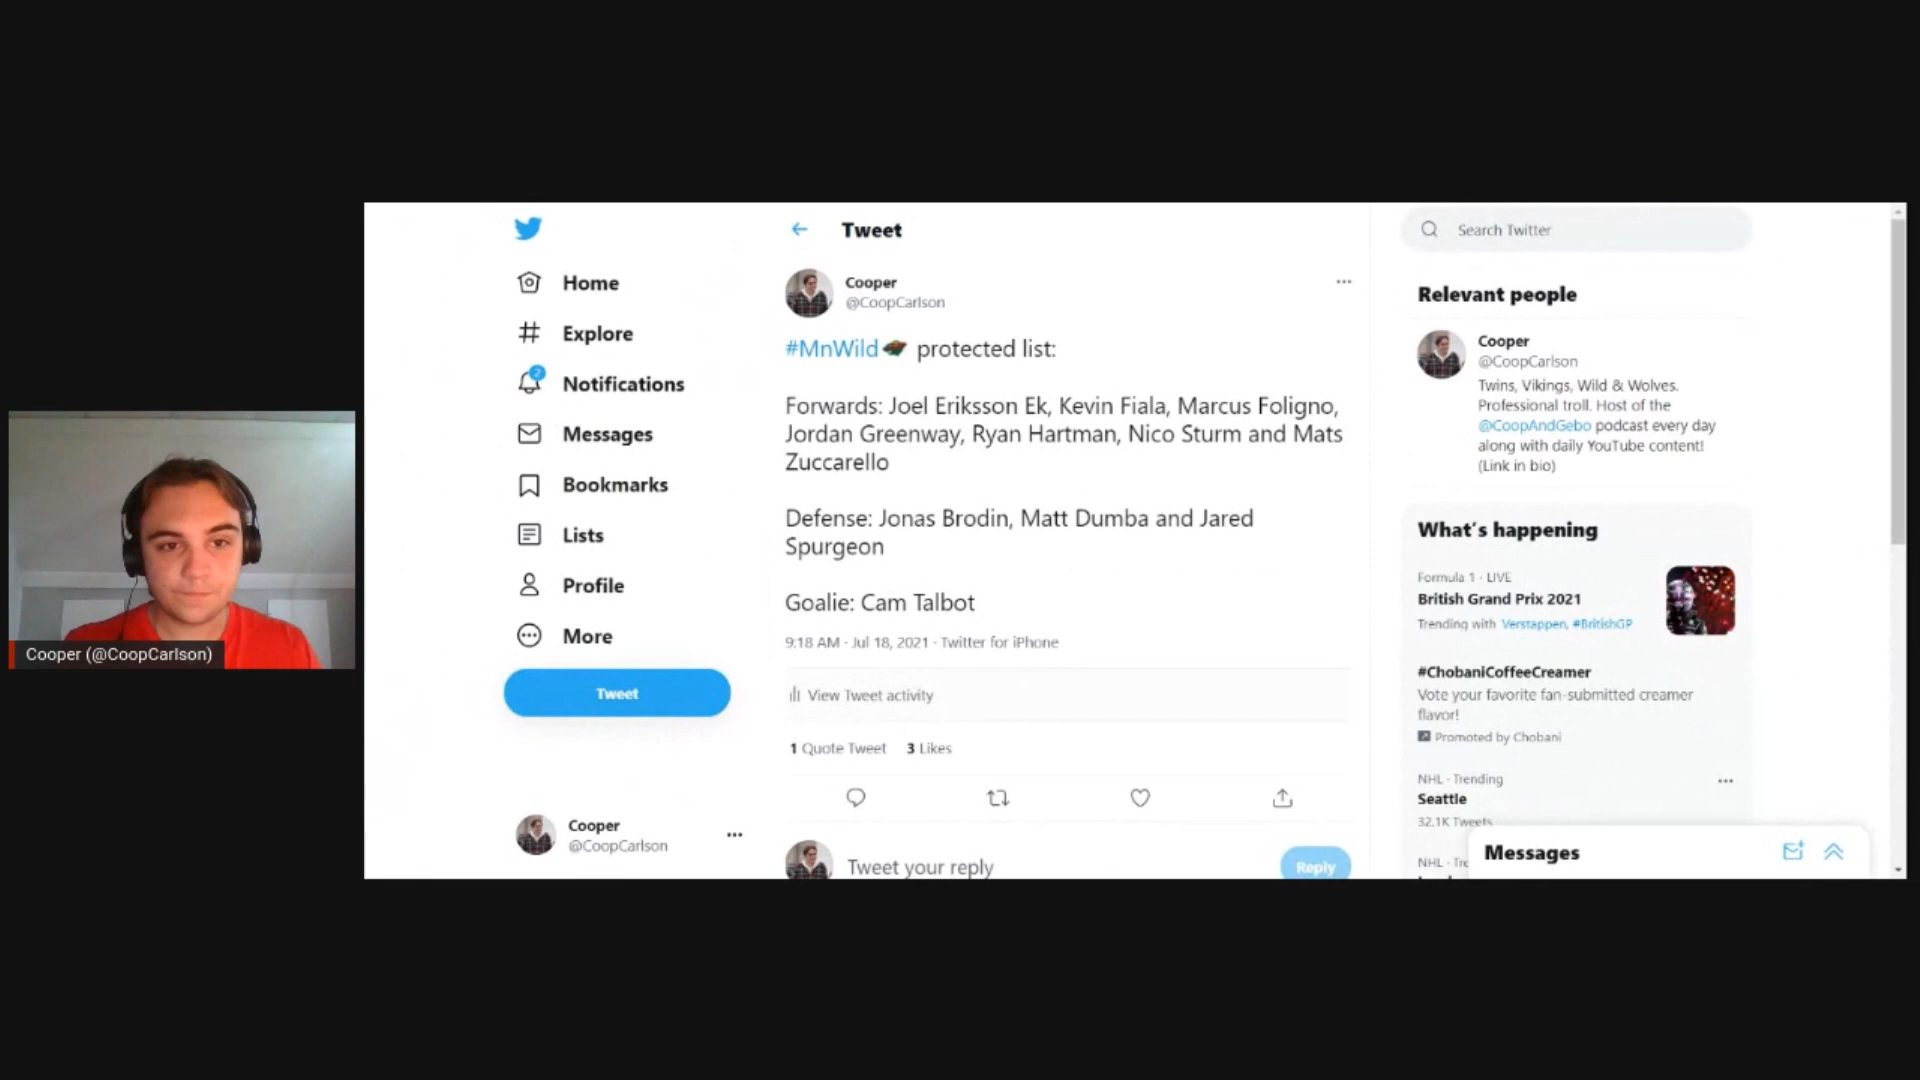 Cooper (@CoopCarlson)
Home
Explore
2
Notifications
Messages
Bookmarks
Lists
Profile
More
Tweet
Cooper
@CoopCarlson
Tweet
Cooper
@CoopCarlson
#MnWild protected list:
Forwards: Joel Eriksson Ek, Kevin Fiala, Marcus Foligno,
Jordan Greenway, Ryan Hartman, Nico Sturm and Mats
Zuccarello
Defense: Jonas Brodin, Matt Dumba and Jared
Spurgeon
Goalie: Cam Talbot
9:18 AM · Jul 18, 2021 · Twitter for iPhone
View Tweet activity
1 Quote Tweet 3 Likes
Tweet your reply
Reply
Search Twitter
Relevant people
Cooper
@CoopCarlson
Twins, Vikings, Wild & Wolves.
Professional troll. Host of the
@CoopAndGebo podcast every day
along with daily YouTube content!
(Link in bio)
What's happening
Formula 1 · LIVE
British Grand Prix 2021
Trending with Verstappen, #BritishGP
#ChobaniCoffeeCreamer
Vote your favorite fan-submitted creamer
flavor!
Promoted by Chobani
NHL · Trending
Seattle
32.1K Tweets
NHL ·
Messages